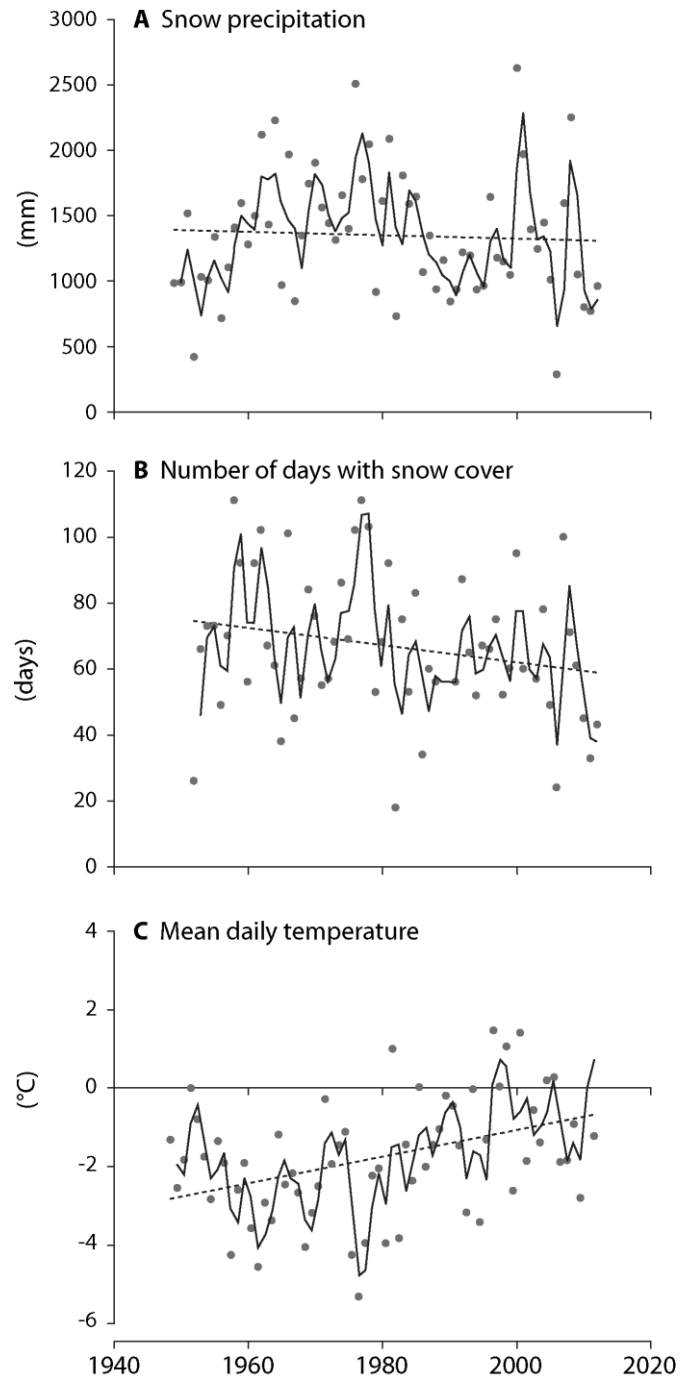 A Snow precipitation
3000
2500
2000
1500
1000
500
0
(mm)
B Number of days with snow cover
120
100
80
60
40
20
0
(days)
C Mean daily temperature
4
2
0
-2
-4
-6
(°C)
1940 1960 1980 2000 2020